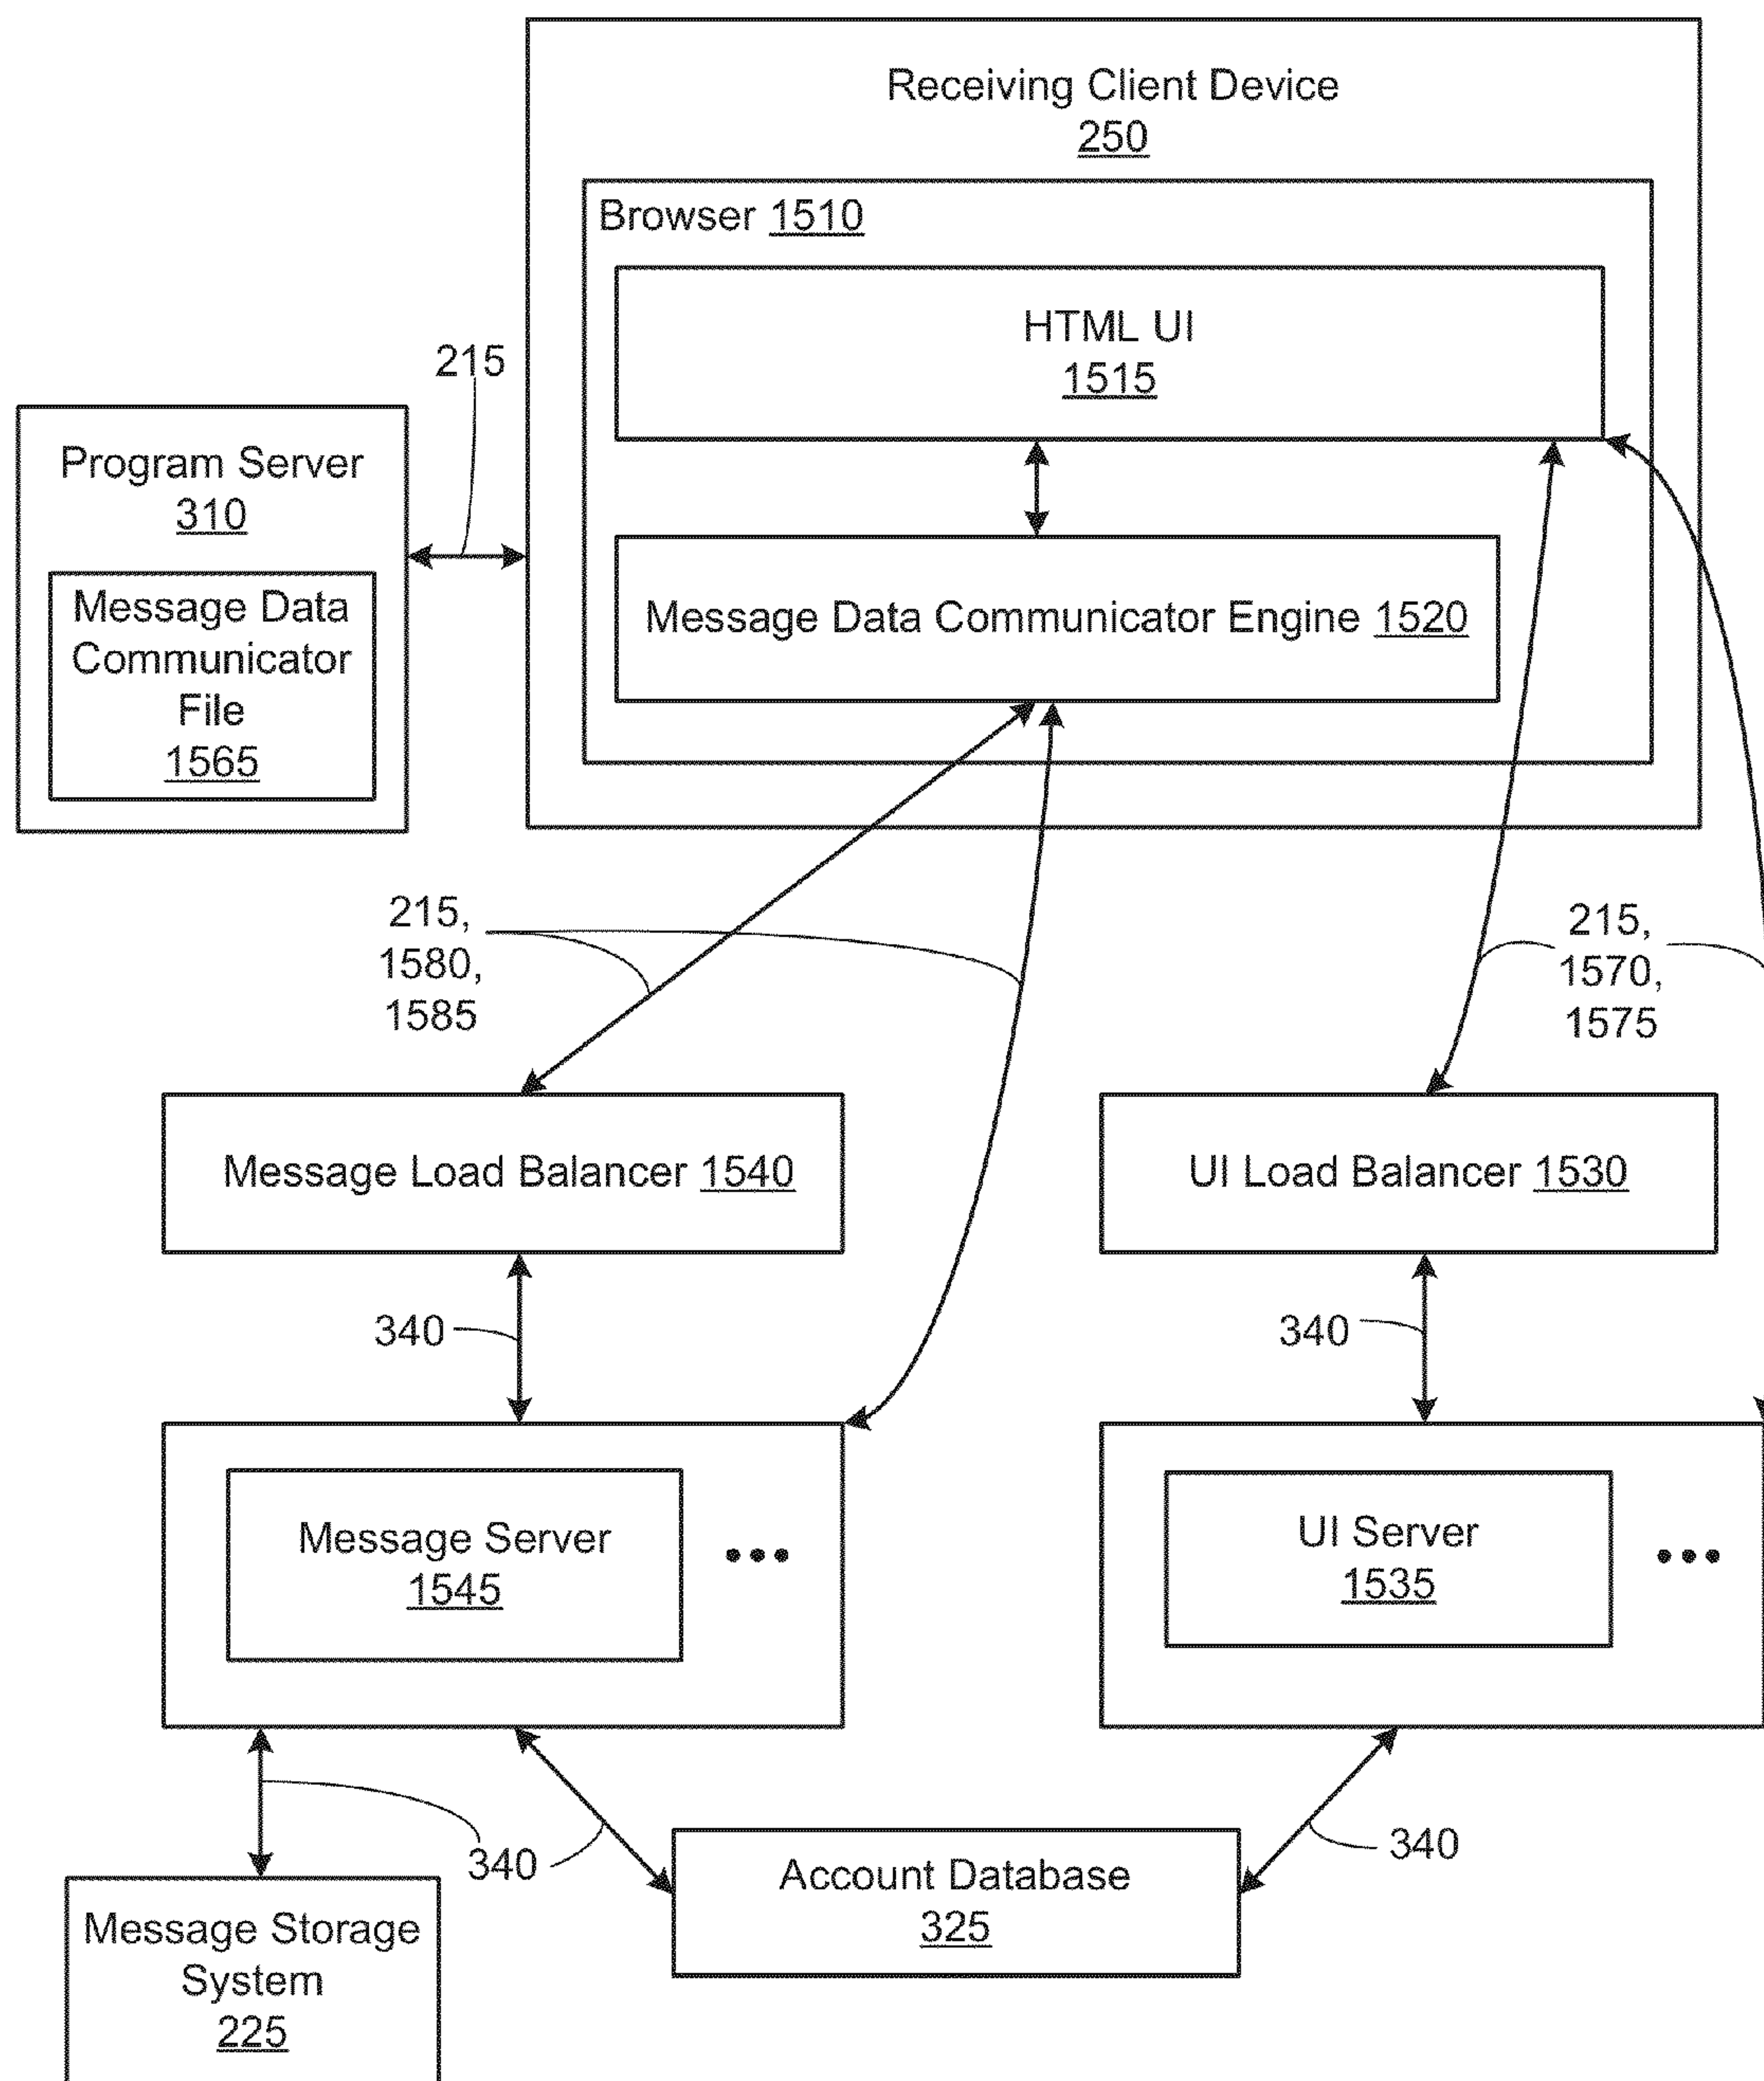 Receiving Client Device
250
Browser 1510
HTML UI
1515
215
Program Server
310
Message Data
Communicator
File
1565
Message Data Communicator Engine 1520
215,
1580,
1585
215,
1570,
1575
Message Load Balancer 1540
UI Load Balancer 1530
340
340
Message Server
1545
•••
UI Server
1535
•••
340
340
Account Database
325
Message Storage
System
225